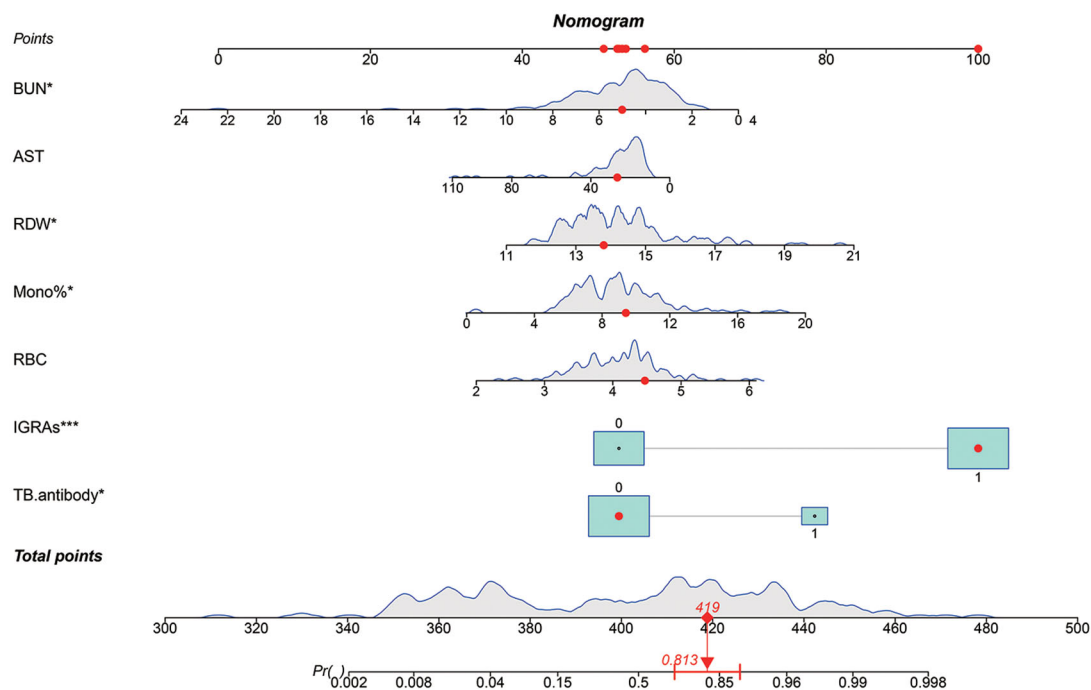 Nomogram
Points
0 20 40 60 80 100
BUN*
24 22 20 18 16 14 12 10 8 6 4 2 0 4
AST
110 80 40 0
RDW*
11 13 15 17 19 21
Mono%*
0 4 8 12 16 20
RBC
2 3 4 5 6
IGRAs***
0
1
TB.antibody*
0
1
Total points
419
300 320 340 360 380 400 420 440 460 480 500
0.813
Pr( )
0.002 0.008 0.04 0.15 0.5 0.85 0.96 0.99 0.998